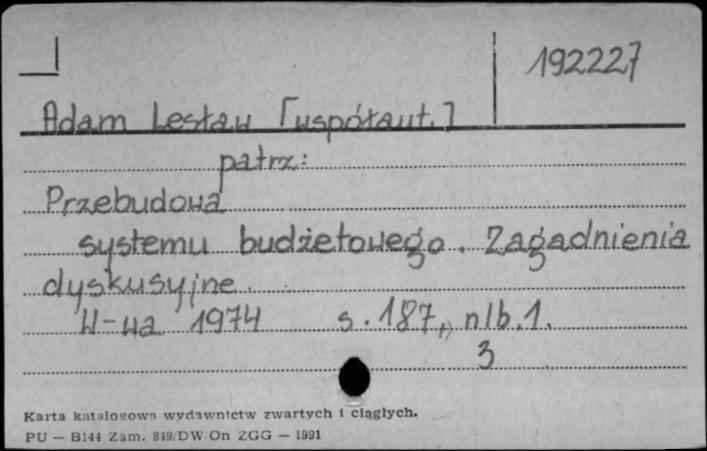 192227
Adam Lesław [współaut.]
patrz:
Przebudowa
systemu budżetowego. Zagadnienia
dyskusyjne.
W-wa 1974 s. 187, nlb. 1.
3
Karta katalogowa wydawnictw zwartych i ciągłych.
PU — B144 Zam. 849/DW/On ZGG — 1991